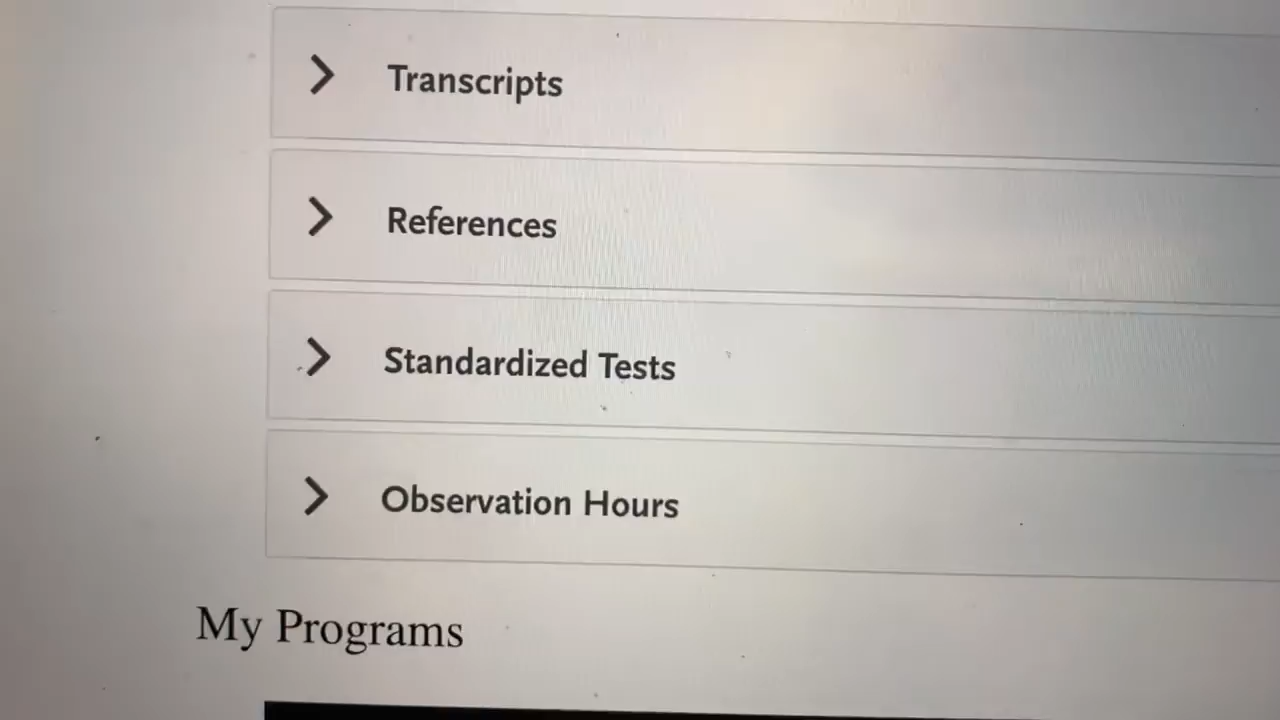 Transcripts
References
Standardized Tests
Observation Hours
My Programs